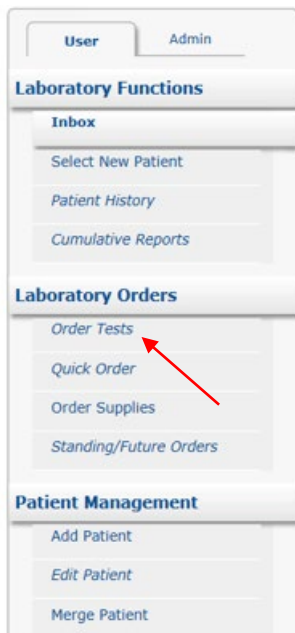 User Admin
Laboratory Functions
Inbox
Select New Patient
Patient History
Cumulative Reports
Laboratory Orders
Order Tests
Quick Order
Order Supplies
Standing/Future Orders
Patient Management
Add Patient
Edit Patient
Merge Patient